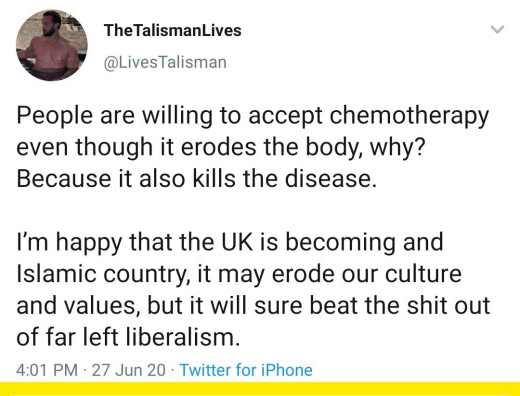 TheTalismanLives
@LivesTalisman
People are willing to accept chemotherapy
even though it erodes the body, why?
Because it also kills the disease.
I'm happy that the UK is becoming and
Islamic country, it may erode our culture
and values, but it will sure beat the shit out
of far left liberalism.
4:01 PM · 27 Jun 20 · Twitter for iPhone